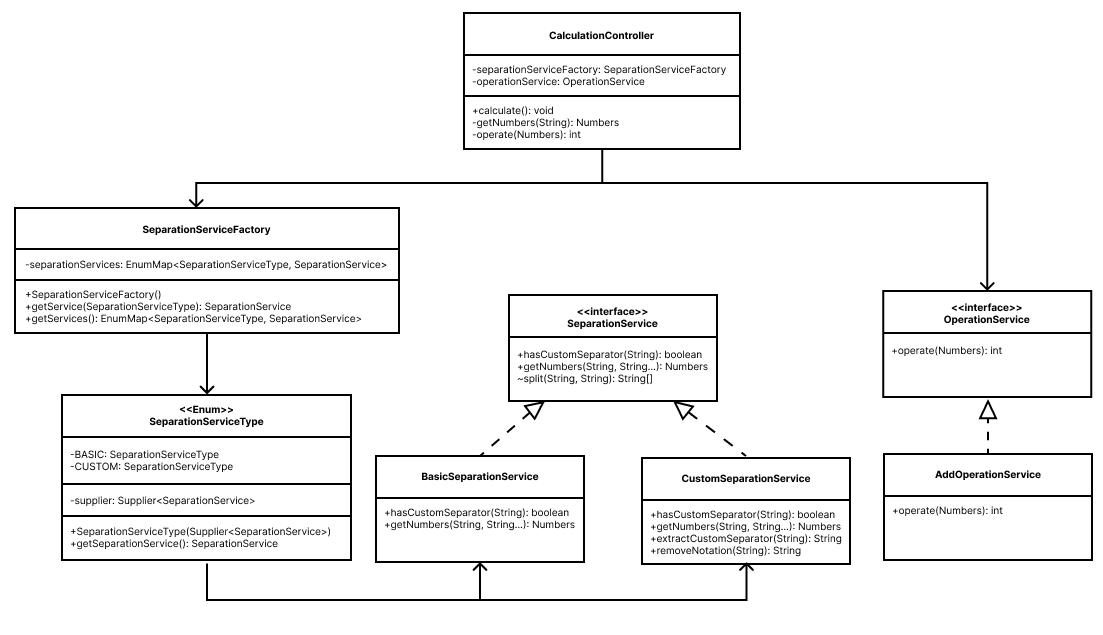 CalculationController
-separationServiceFactory: SeparationServiceFactory
-operationService: OperationService
+calculate(): void
-getNumbers(String): Numbers
-operate(Numbers): int
SeparationServiceFactory
-separationServices: EnumMap<SeparationServiceType, SeparationService>
+SeparationServiceFactory()
+getService(SeparationServiceType): SeparationService
+getServices(): EnumMap<SeparationServiceType, SeparationService>
<<interface>>
SeparationService
+hasCustomSeparator(String): boolean
+getNumbers(String, String...): Numbers
~split(String, String): String[]
<<interface>>
OperationService
+operate(Numbers): int
<<Enum>>
SeparationServiceType
-BASIC: SeparationServiceType
-CUSTOM: SeparationServiceType
-supplier: Supplier<SeparationService>
+SeparationServiceType(Supplier<SeparationService>)
+getSeparationService(): SeparationService
BasicSeparationService
+hasCustomSeparator(String): boolean
+getNumbers(String, String...): Numbers
CustomSeparationService
+hasCustomSeparator(String): boolean
+getNumbers(String, String...): Numbers
+extractCustomSeparator(String): String
+removeNotation(String): String
AddOperationService
+operate(Numbers): int